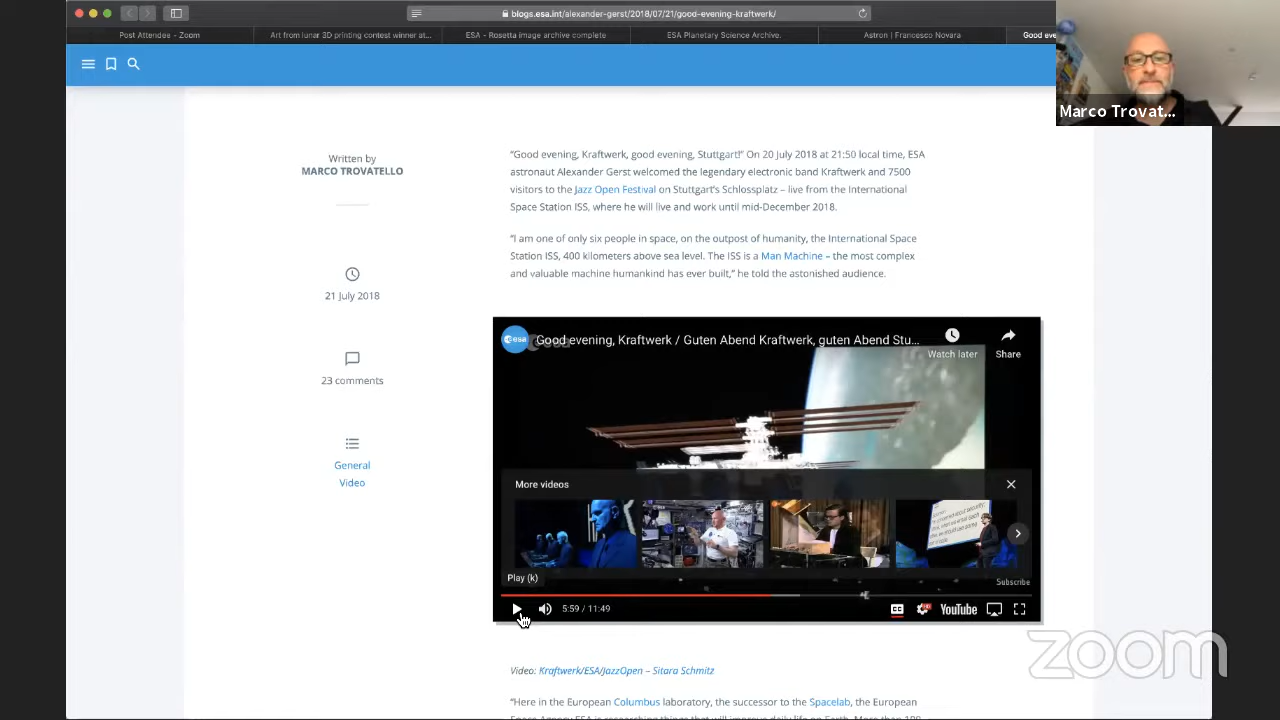 blogs.esa.int/alexander-gerst/2018/07/21/good-evening-kraftwerk/
Post Attendee - Zoom
Art from lunar 3D printing contest winner at...
ESA - Rosetta image archive complete
ESA Planetary Science Archive.
Astron | Francesco Novara
Good eve
Marco Trovat...
Written by
MARCO TROVATELLO
21 July 2018
23 comments
General
Video
“Good evening, Kraftwerk, good evening, Stuttgart!” On 20 July 2018 at 21:50 local time, ESA
astronaut Alexander Gerst welcomed the legendary electronic band Kraftwerk and 7500
visitors to the Jazz Open Festival on Stuttgart’s Schlossplatz – live from the International
Space Station ISS, where he will live and work until mid-December 2018.
“I am one of only six people in space, on the outpost of humanity, the International Space
Station ISS, 400 kilometers above sea level. The ISS is a Man Machine – the most complex
and valuable machine humankind has ever built,” he told the astonished audience.
esa
Good evening, Kraftwerk / Guten Abend Kraftwerk, guten Abend Stu...
Watch later
Share
More videos
Play (k)
Subscribe
5:59 / 11:49
CC
YouTube
zoom
Video: Kraftwerk/ESA/JazzOpen – Sitara Schmitz
“Here in the European Columbus laboratory, the successor to the Spacelab, the European